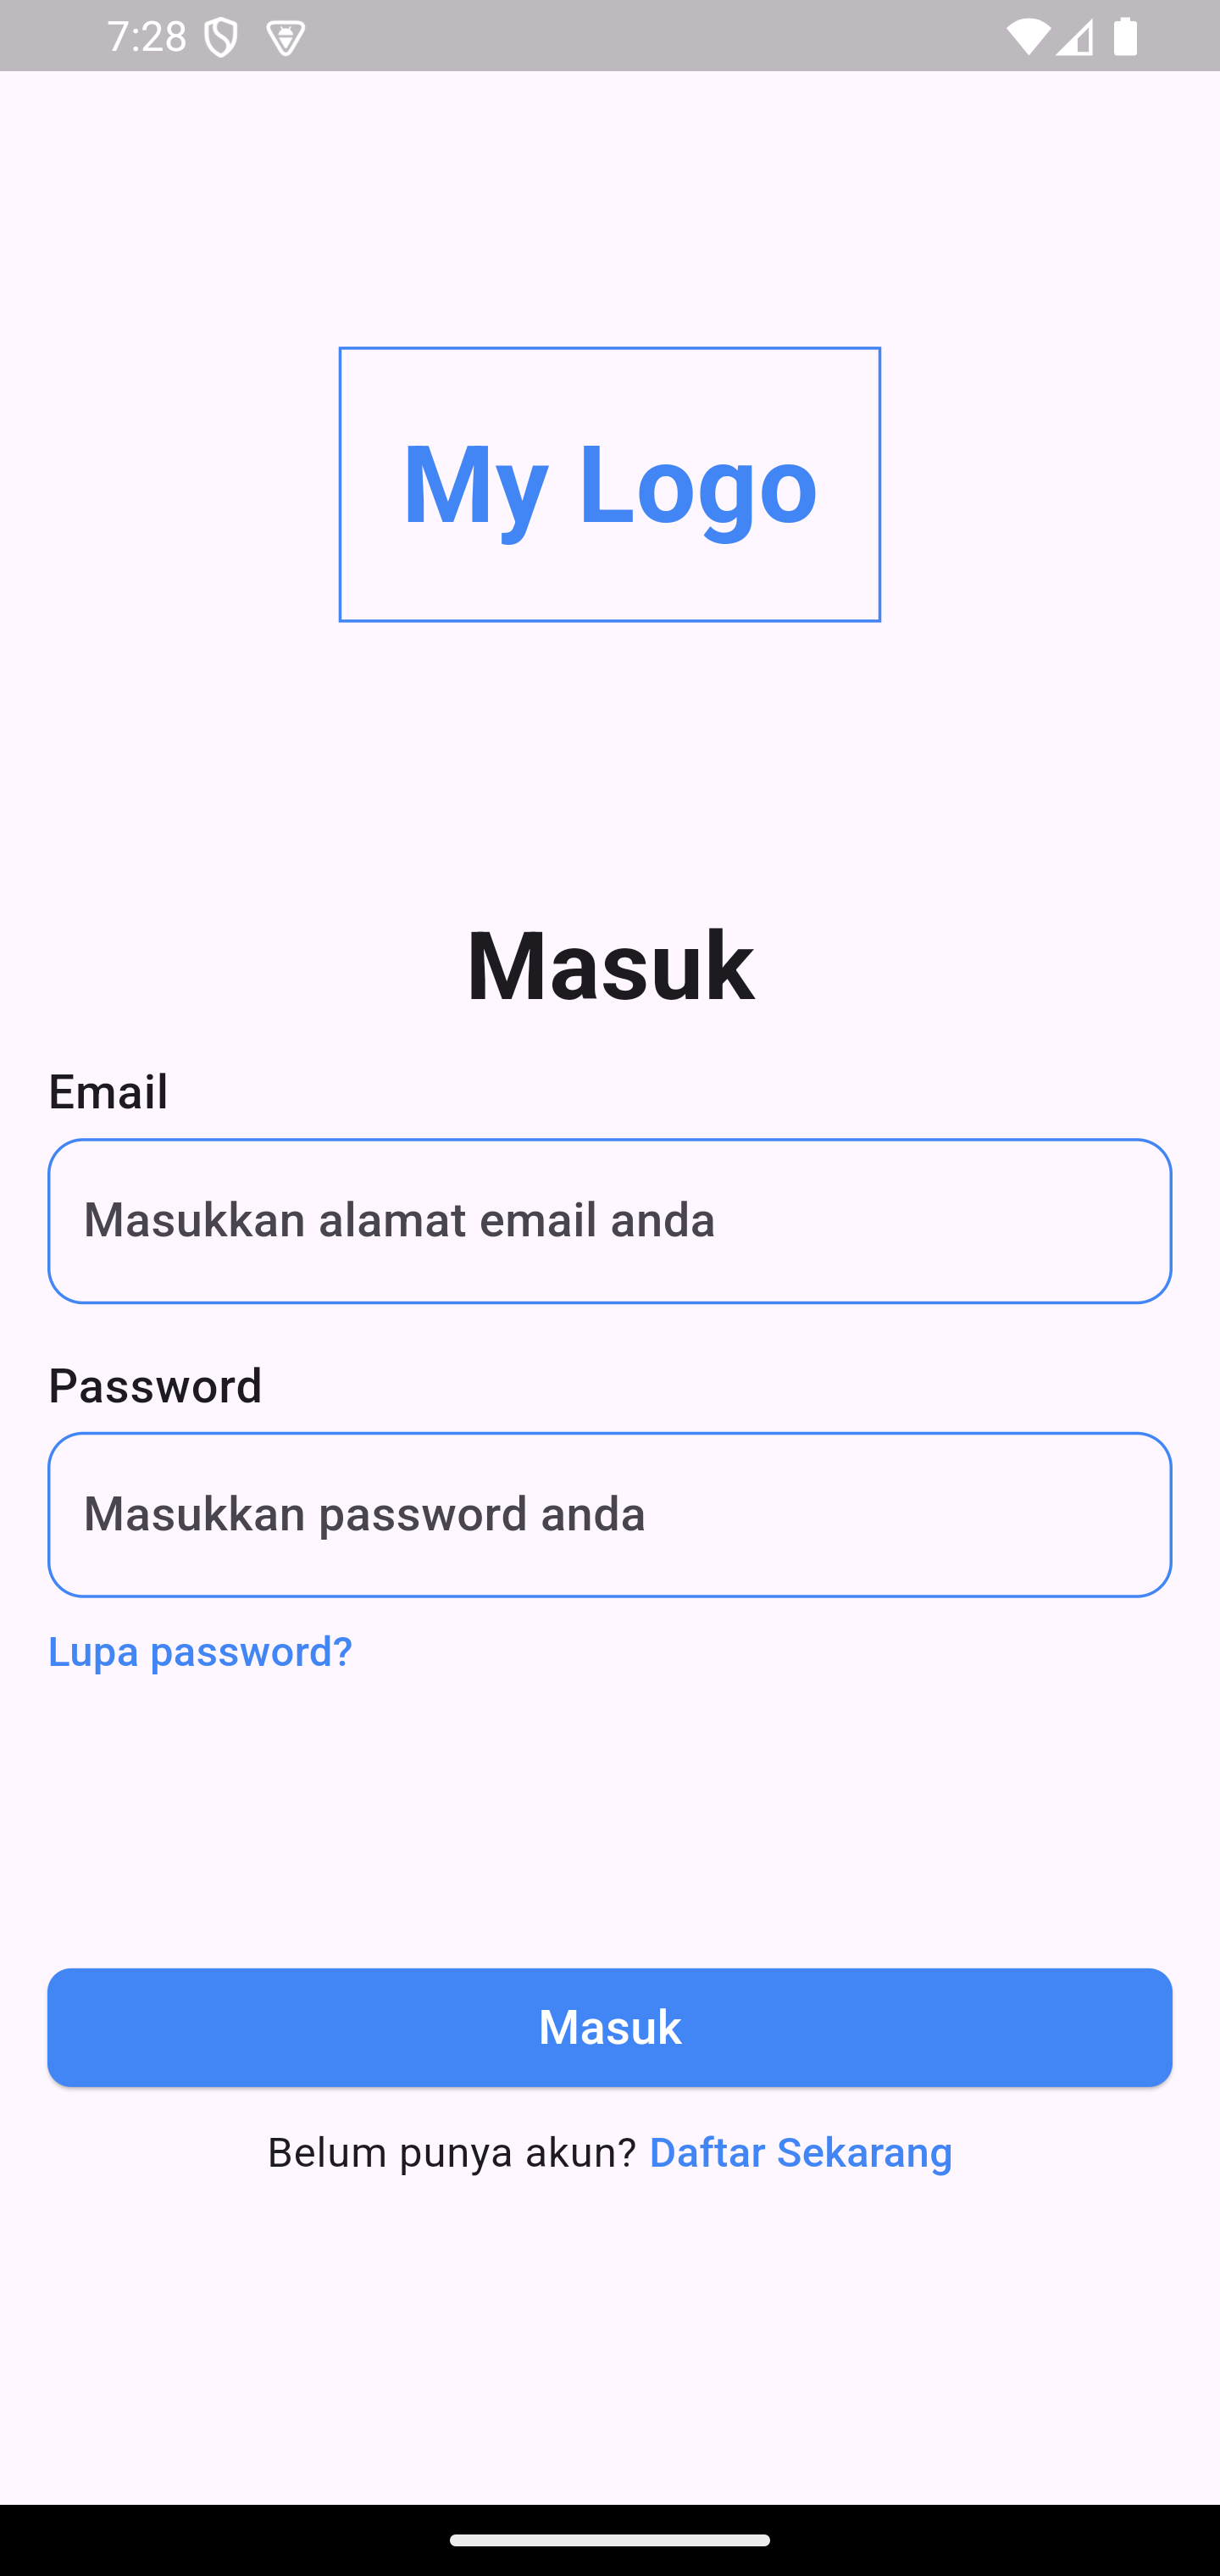 7:28
My Logo
Masuk
Email
Masukkan alamat email anda
Password
Masukkan password anda
Lupa password?
Masuk
Belum punya akun? Daftar Sekarang